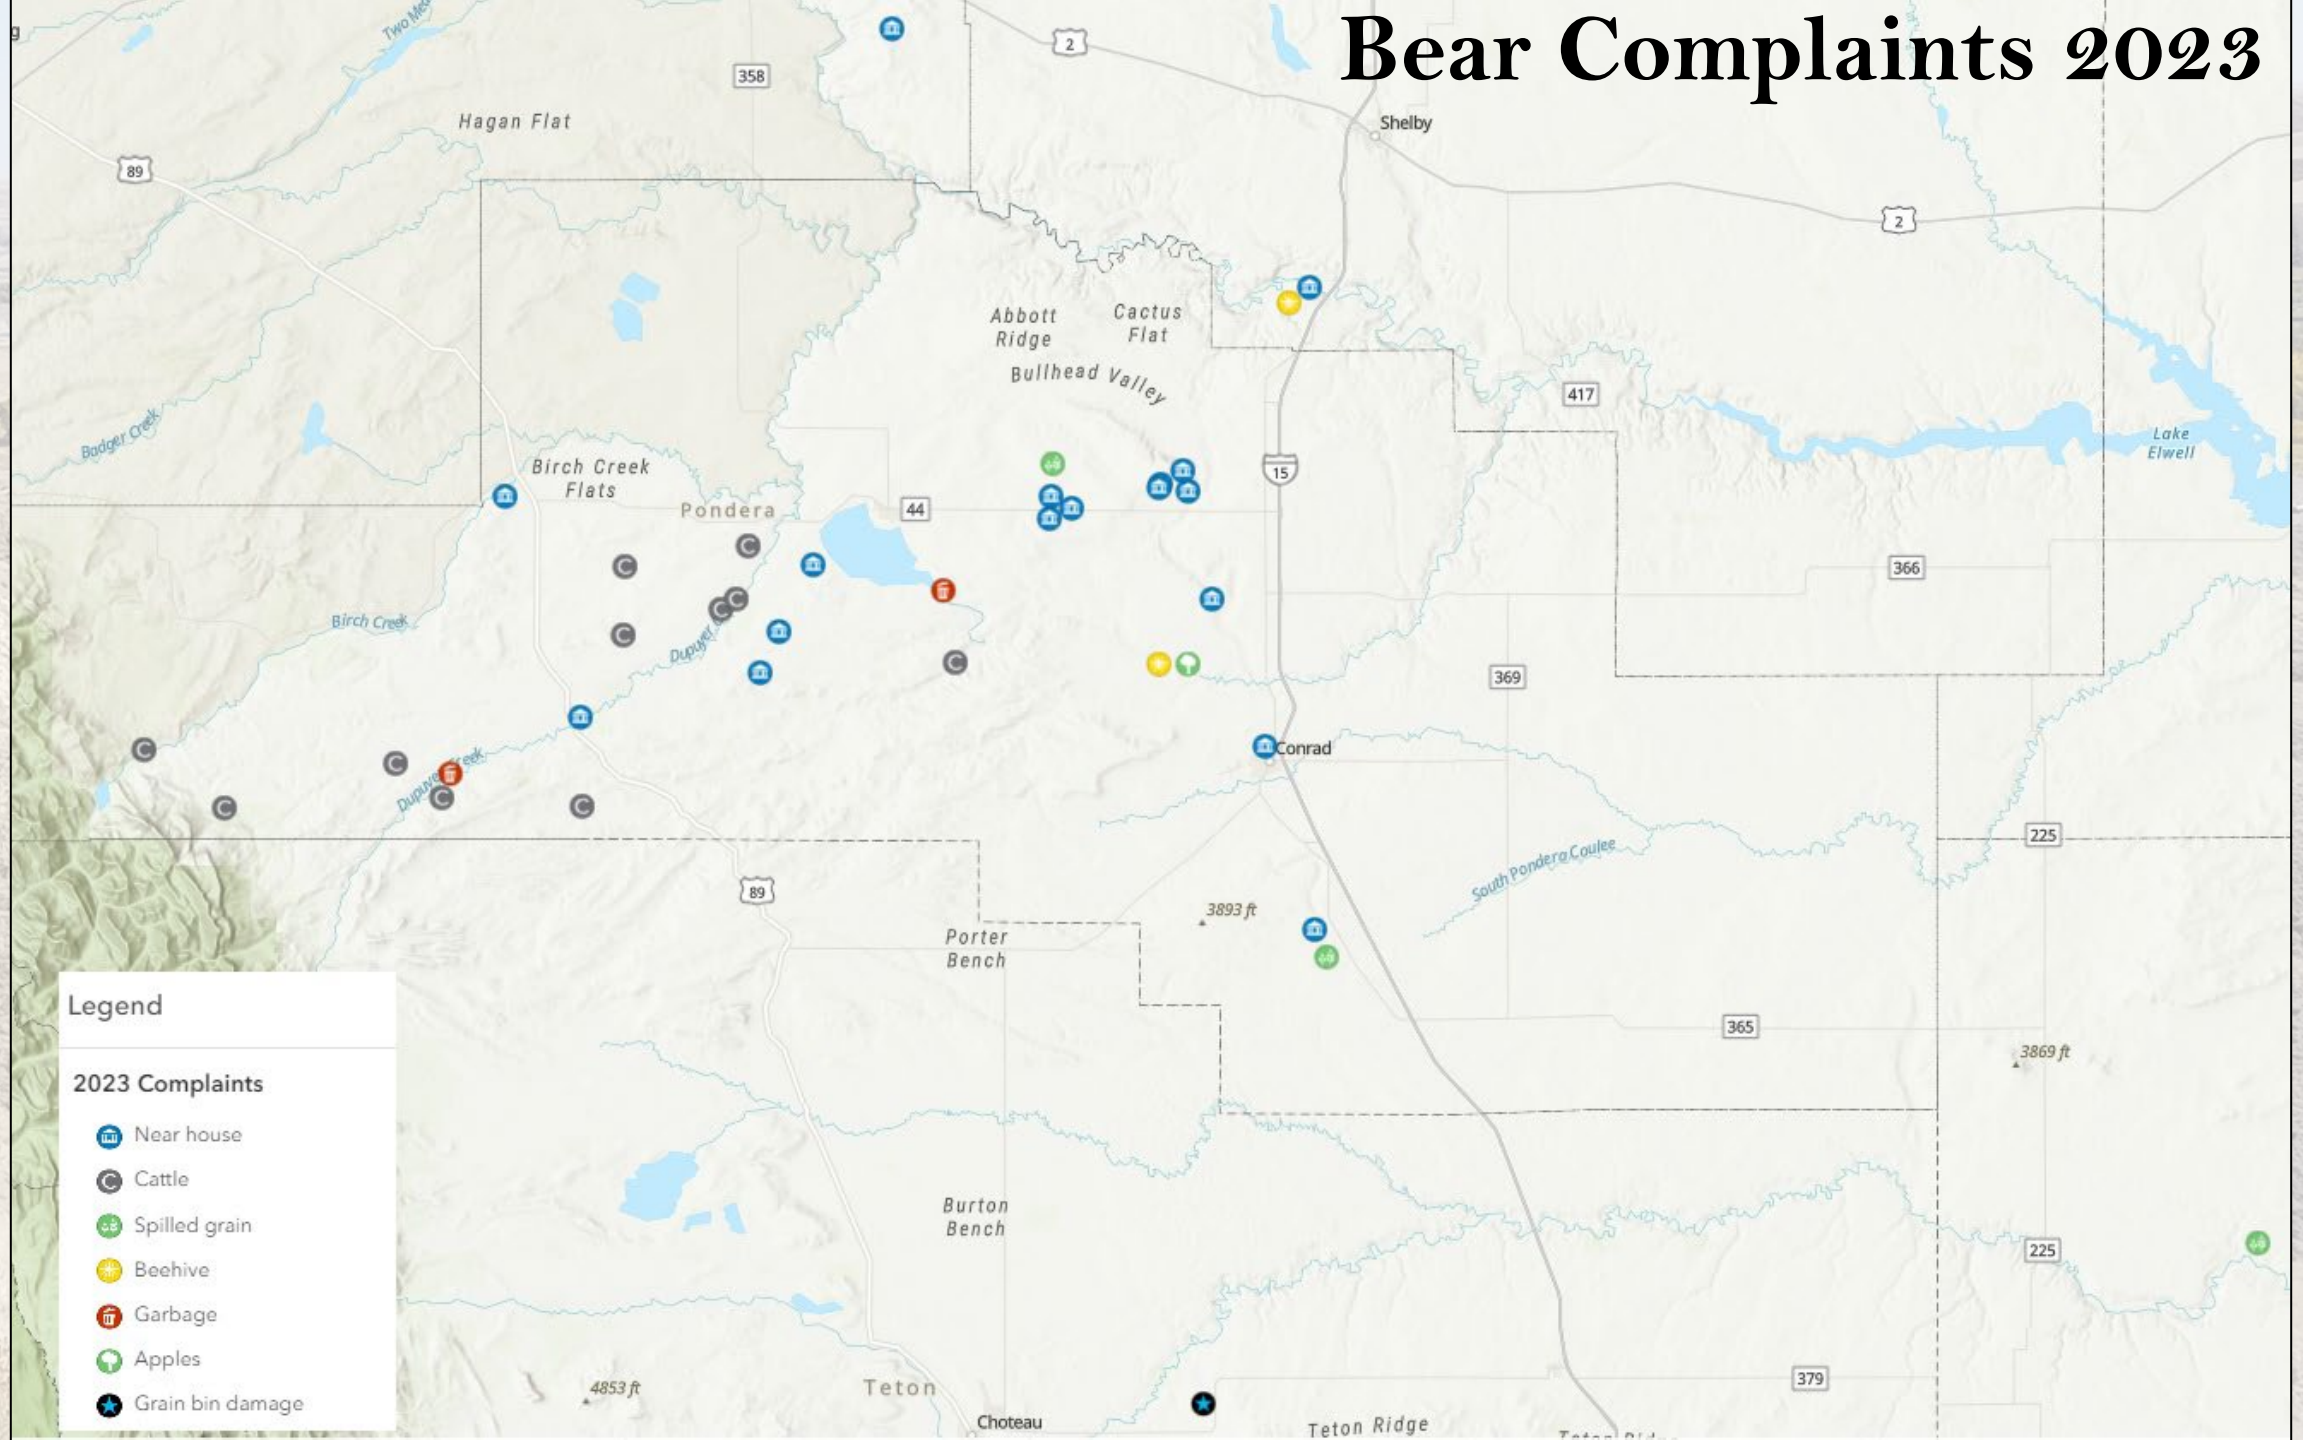 Bear Complaints 2023
Two Med
g
2
358
Hagan Flat
Shelby
89
2
Abbott
Ridge
Cactus
Flat
Bullhead Valley
417
Badger Creek
Lake
Elwell
Birch Creek
Flats
15
Pondera
44
366
Birch Creek
Dupuyer
369
Conrad
Dupuyer Creek
225
South Pondera Coulee
89
3893 ft
Porter
Bench
365
3869 ft
Legend
2023 Complaints
Near house
Cattle
Spilled grain
Beehive
Garbage
Apples
Grain bin damage
Burton
Bench
225
4853 ft
Teton
379
Choteau
Teton Ridge